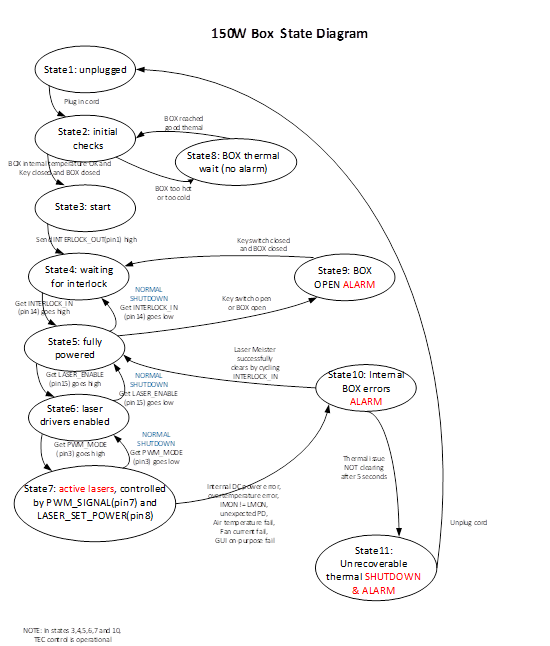 150W Box State Diagram
State1: unplugged
Plug in cord
State2: initial
checks
BOX reached
good thermal
State8: BOX thermal
wait (no alarm)
BOX internal temperature OK and
Key closed and BOX closed
BOX too hot
or too cold
State3: start
Send INTERLOCK_OUT(pin1) high
Keyswitch closed
and BOX closed
State4: waiting
for interlock
State9: BOX
OPEN ALARM
NORMAL
SHUTDOWN
Get INTERLOCK_IN
(pin14) goes low
Get INTERLOCK_IN
(pin14) goes high
Key switch open
or BOX open
State5: fully
powered
Laser Meister
successfully
clears by cycling
INTERLOCK_IN
Get LASER_ENABLE
(pin15) goes high
NORMAL
SHUTDOWN
Get LASER_ENABLE
(pin15) goes low
State10: Internal
BOX errors
ALARM
State6: laser
drivers enabled
Get PWM_MODE
(pin3) goes high
NORMAL
SHUTDOWN
Get PWM_MODE
(pin3) goes low
Thermal issue
NOT clearing
after 5 seconds
State7: active lasers, controlled
by PWM_SIGNAL(pin7) and
LASER_SET_POWER(pin8)
Internal DC power error,
over temperature error,
IMON != LMON,
unexpected PD,
Air temperature fail,
Fan current fail,
GUI on purpose fail
Unplug cord
State11:
Unrecoverable
thermal SHUTDOWN
& ALARM
NOTE: In states 3,4,5,6,7 and 10,
TEC control is operational